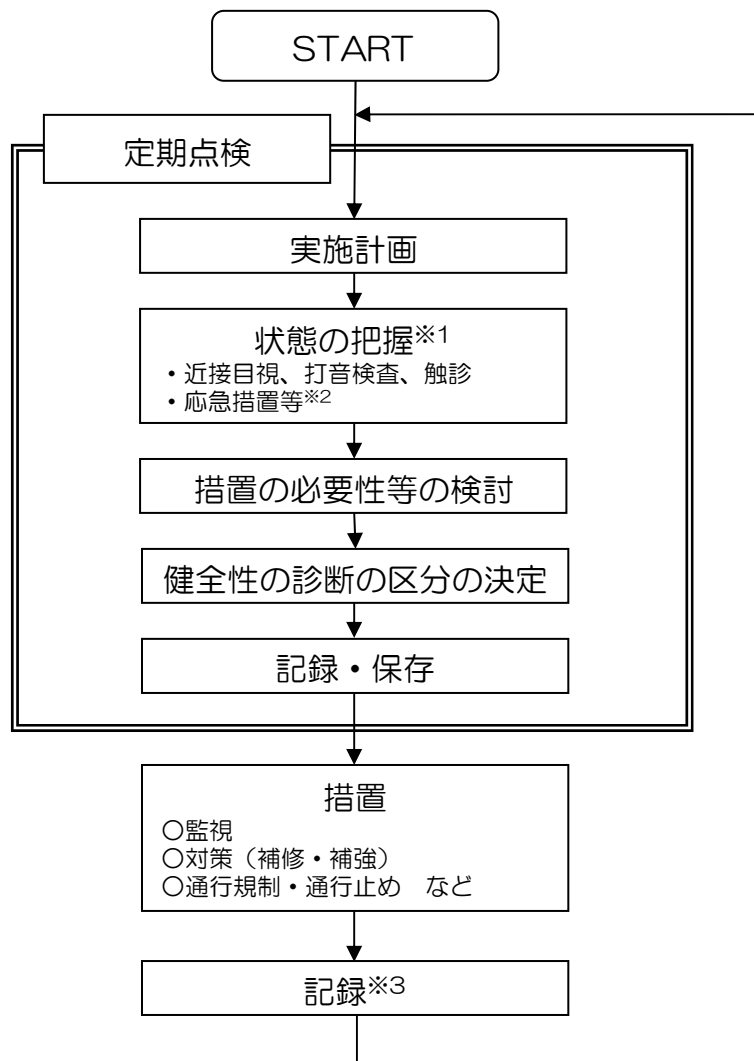 START
定期点検
実施計画
状態の把握※1
・近接目視、打音検査、触診
・応急措置等※2
措置の必要性等の検討
健全性の診断の区分の決定
記録・保存
措置
○監視
○対策（補修・補強）
○通行規制・通行止め　など
記録※3